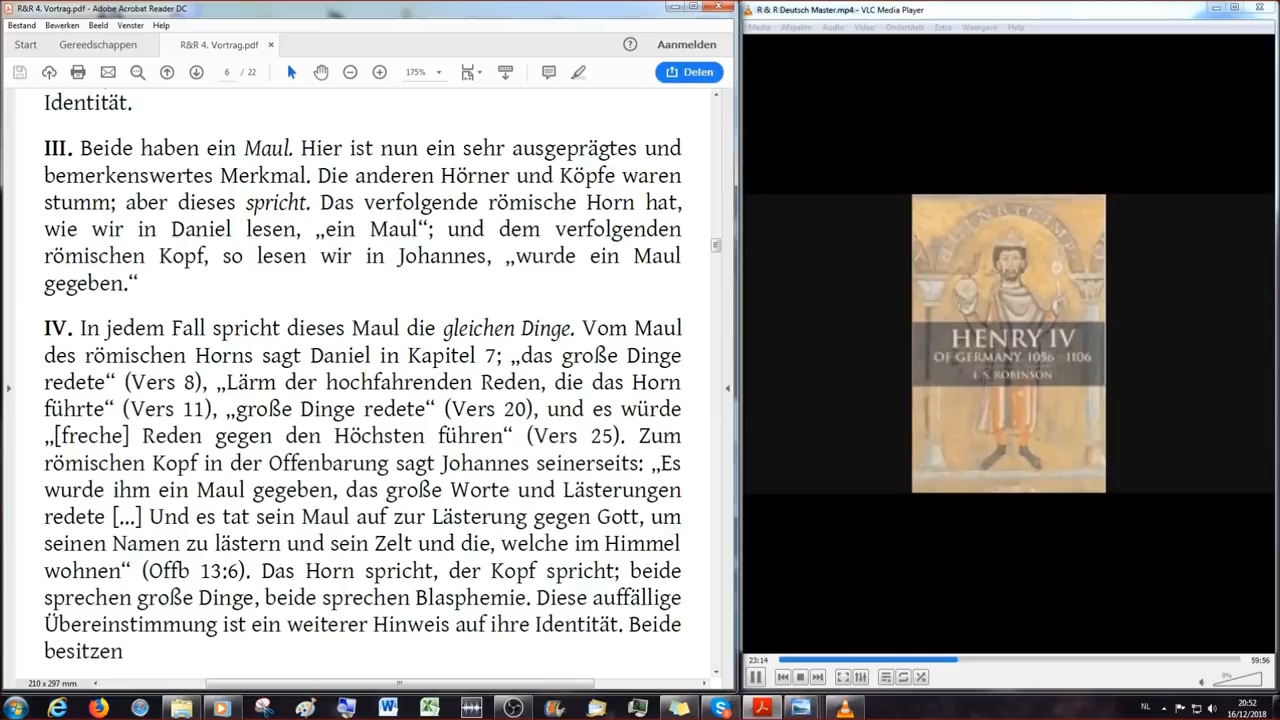 R&R 4. Vortrag.pdf - Adobe Acrobat Reader DC
Bestand Bewerken Beeld Venster Help
Start Gereedschappen R&R 4. Vortrag.pdf × Aanmelden
6 / 22 175% Delen
Identität.
III. Beide haben ein Maul. Hier ist nun ein sehr ausgeprägtes und
bemerkenswertes Merkmal. Die anderen Hörner und Köpfe waren
stumm; aber dieses spricht. Das verfolgende römische Horn hat,
wie wir in Daniel lesen, „ein Maul“; und dem verfolgenden
römischen Kopf, so lesen wir in Johannes, „wurde ein Maul
gegeben.“
IV. In jedem Fall spricht dieses Maul die gleichen Dinge. Vom Maul
des römischen Horns sagt Daniel in Kapitel 7; „das große Dinge
redete“ (Vers 8), „Lärm der hochfahrenden Reden, die das Horn
führte“ (Vers 11), „große Dinge redete“ (Vers 20), und es würde
„[freche] Reden gegen den Höchsten führen“ (Vers 25). Zum
römischen Kopf in der Offenbarung sagt Johannes seinerseits: „Es
wurde ihm ein Maul gegeben, das große Worte und Lästerungen
redete [...] Und es tat sein Maul auf zur Lästerung gegen Gott, um
seinen Namen zu lästern und sein Zelt und die, welche im Himmel
wohnen“ (Offb 13:6). Das Horn spricht, der Kopf spricht; beide
sprechen große Dinge, beide sprechen Blasphemie. Diese auffällige
Übereinstimmung ist ein weiterer Hinweis auf ihre Identität. Beide
besitzen
210 x 297 mm
R & R Deutsch Master.mp4 - VLC Media Player
Media Afspelen Audio Video Ondertitels Extra Weergave Help
HENRY IV
OF GERMANY, 1056 - 1106
I. S. ROBINSON
23:14 59:56
0%
NL 20:52
16/12/2018